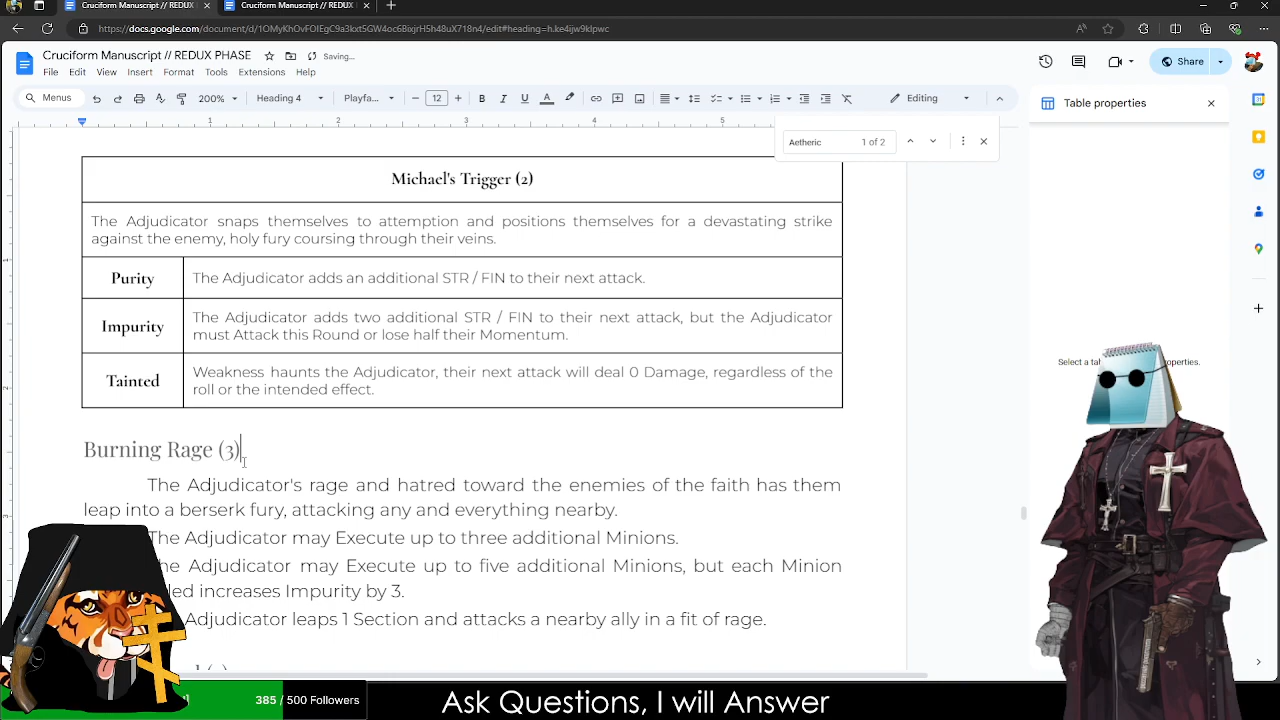 Cruciform Manuscript // REDUX
Cruciform Manuscript // REDUX
https://docs.google.com/document/d/1OMyKhOvFOIEgC9a3kxt5GW4oc6BixjrH5h48uX718n4/edit#heading=h.ke4ijw9klpwc
Cruciform Manuscript // REDUX PHASE
Saving...
File Edit View Insert Format Tools Extensions Help
Share
Menus 200% Heading 4 Playfa... 12 Editing
Table properties
Aetheric 1 of 2
1 2 3 4 5
Michael's Trigger (2)
The Adjudicator snaps themselves to attemption and positions themselves for a devastating strike
against the enemy, holy fury coursing through their veins.
Purity The Adjudicator adds an additional STR / FIN to their next attack.
Impurity The Adjudicator adds two additional STR / FIN to their next attack, but the Adjudicator
must Attack this Round or lose half their Momentum.
Tainted Weakness haunts the Adjudicator, their next attack will deal 0 Damage, regardless of the
roll or the intended effect.
Select a tab
roperties.
Burning Rage (3)
The Adjudicator's rage and hatred toward the enemies of the faith has them
leap into a berserk fury, attacking any and everything nearby.
The Adjudicator may Execute up to three additional Minions.
he Adjudicator may Execute up to five additional Minions, but each Minion
led increases Impurity by 3.
Adjudicator leaps 1 Section and attacks a nearby ally in a fit of rage.
385 / 500 Followers
Ask Questions, I will Answer